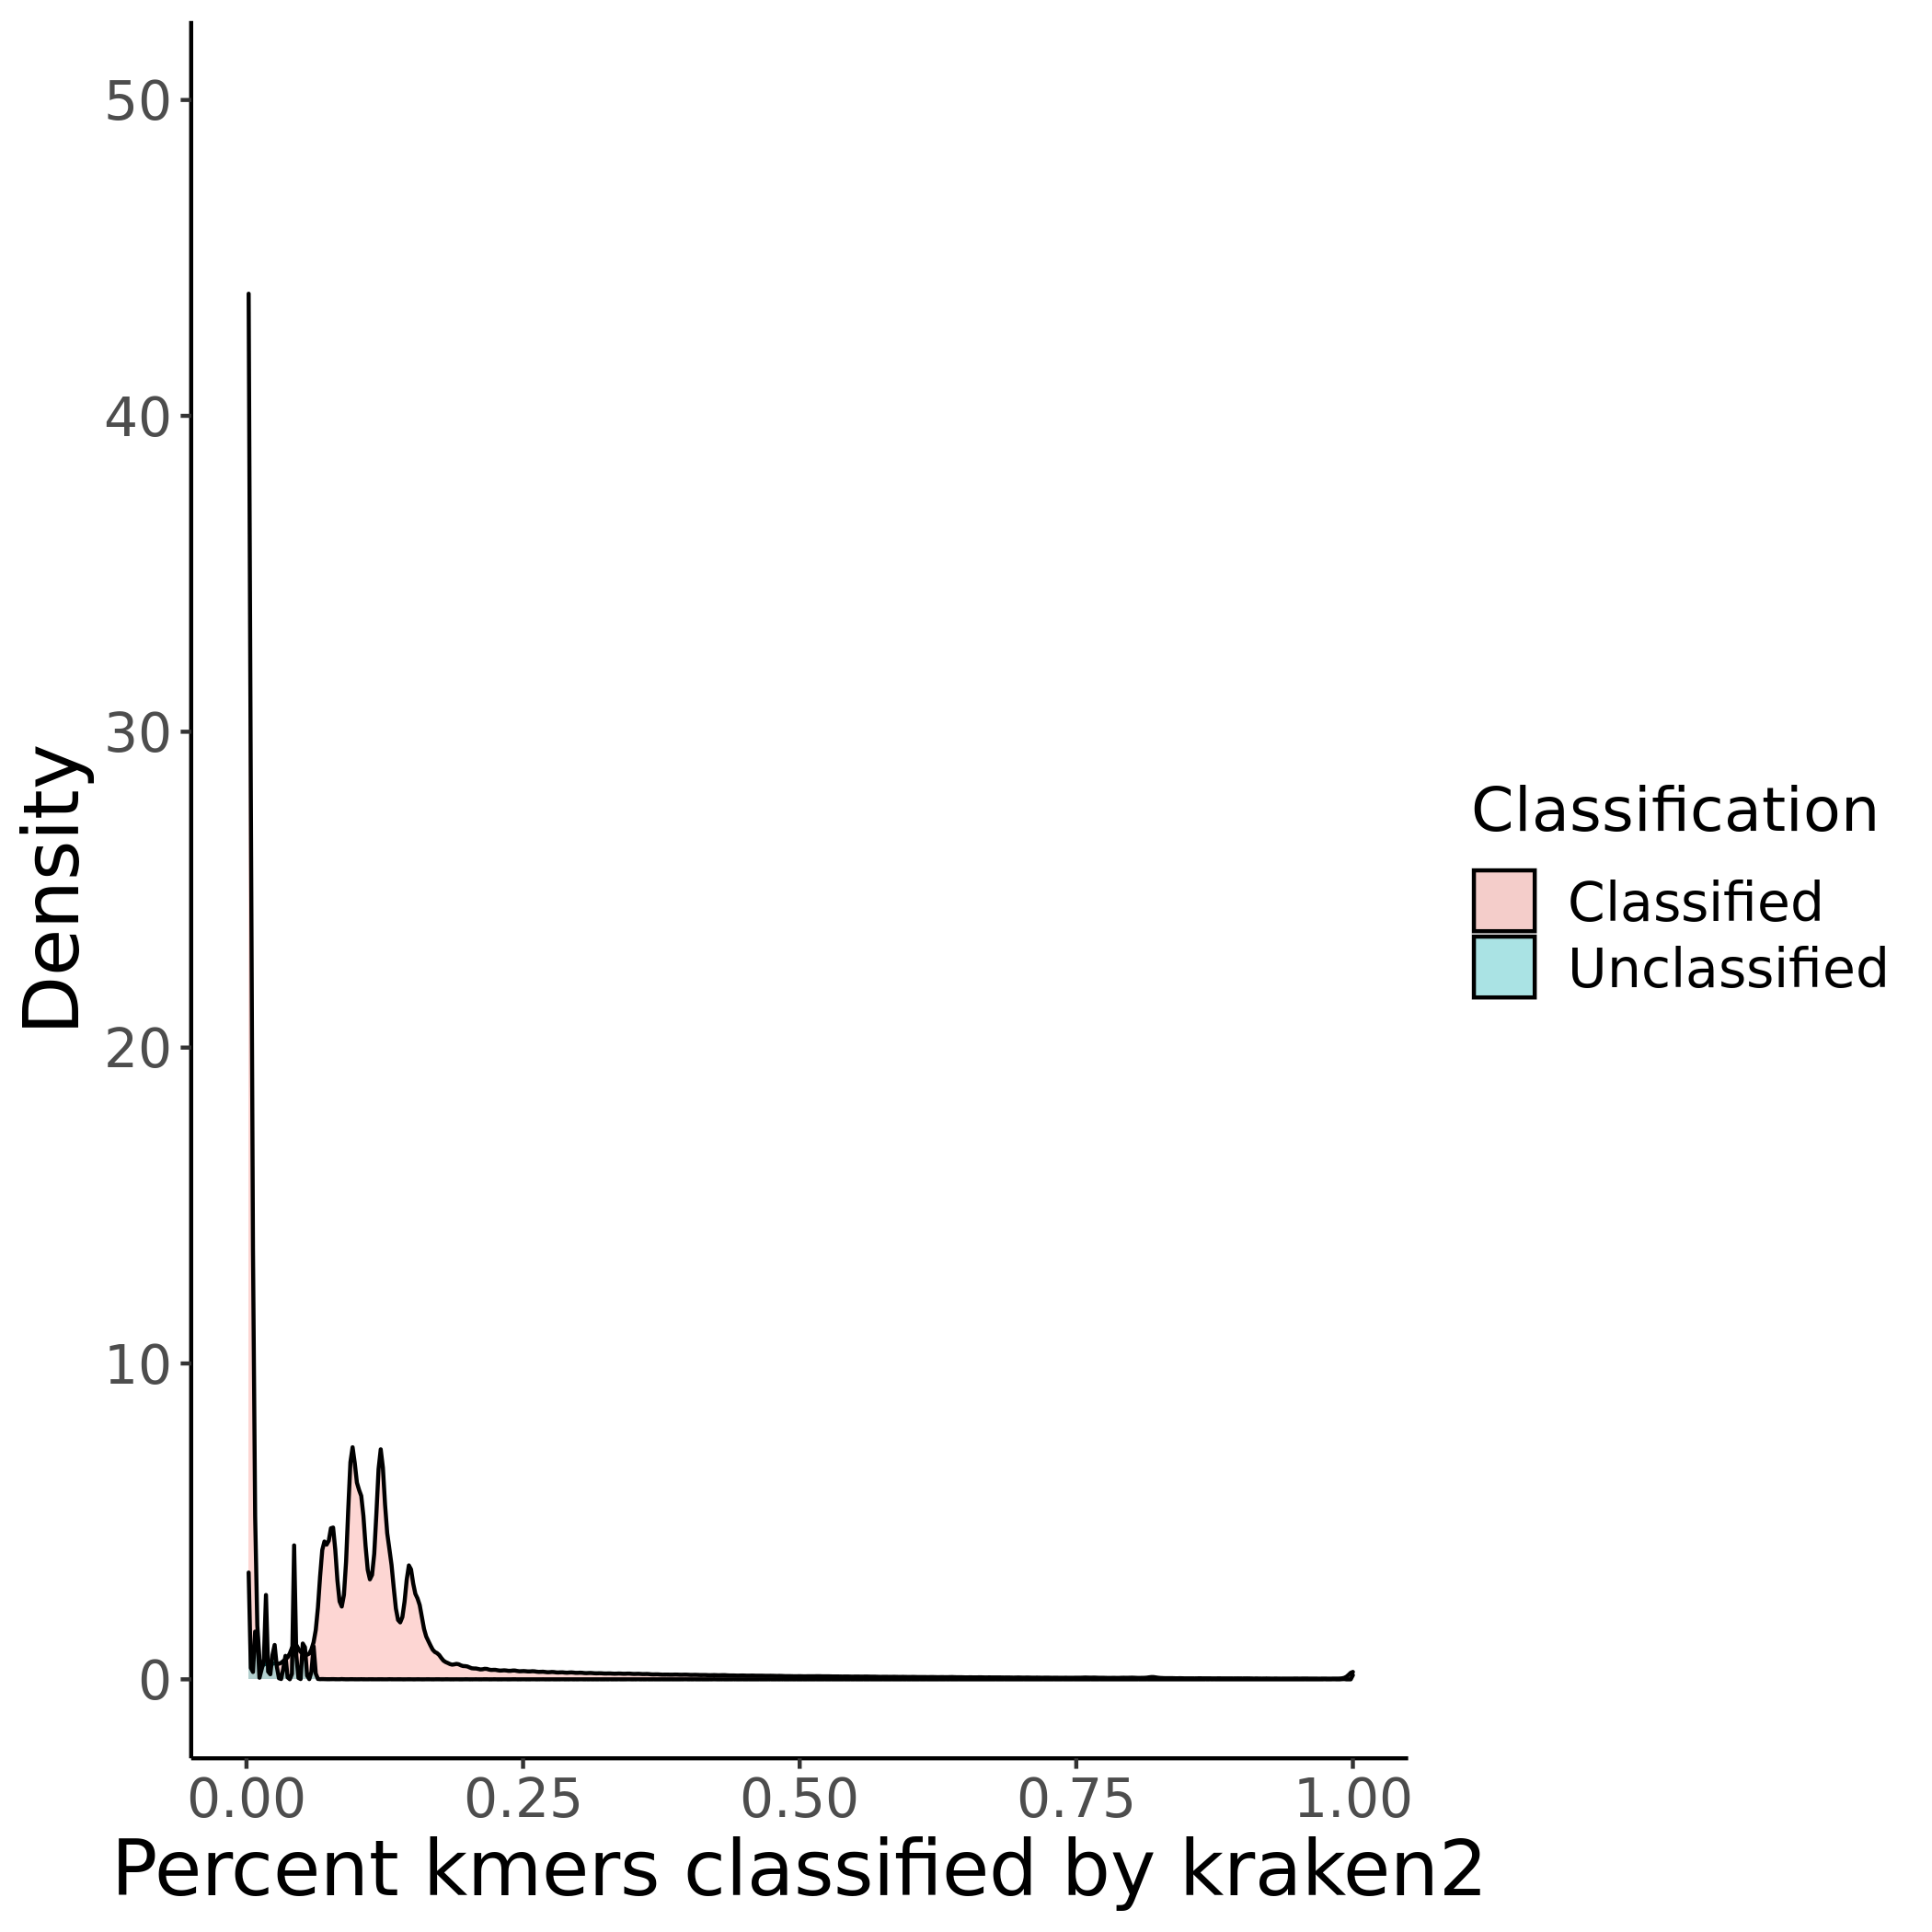 Density
50
40
30
20
10
0
0.00 0.25 0.50 0.75 1.00
Percent kmers classified by kraken2
Classification
Classified
Unclassified